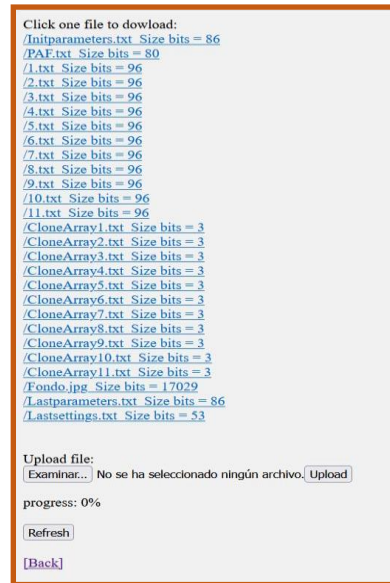 Click one file to dowload:
/Initparameters.txt Size bits = 86
/PAF.txt Size bits = 80
/1.txt Size bits = 96
/2.txt Size bits = 96
/3.txt Size bits = 96
/4.txt Size bits = 96
/5.txt Size bits = 96
/6.txt Size bits = 96
/7.txt Size bits = 96
/8.txt Size bits = 96
/9.txt Size bits = 96
/10.txt Size bits = 96
/11.txt Size bits = 96
/CloneArray1.txt Size bits = 3
/CloneArray2.txt Size bits = 3
/CloneArray3.txt Size bits = 3
/CloneArray4.txt Size bits = 3
/CloneArray5.txt Size bits = 3
/CloneArray6.txt Size bits = 3
/CloneArray7.txt Size bits = 3
/CloneArray8.txt Size bits = 3
/CloneArray9.txt Size bits = 3
/CloneArray10.txt Size bits = 3
/CloneArray11.txt Size bits = 3
/Fondo.jpg Size bits = 17029
/Lastparameters.txt Size bits = 86
/Lastsettings.txt Size bits = 53
Upload file:
Examinar... No se ha seleccionado ningún archivo. Upload
progress: 0%
Refresh
[Back]